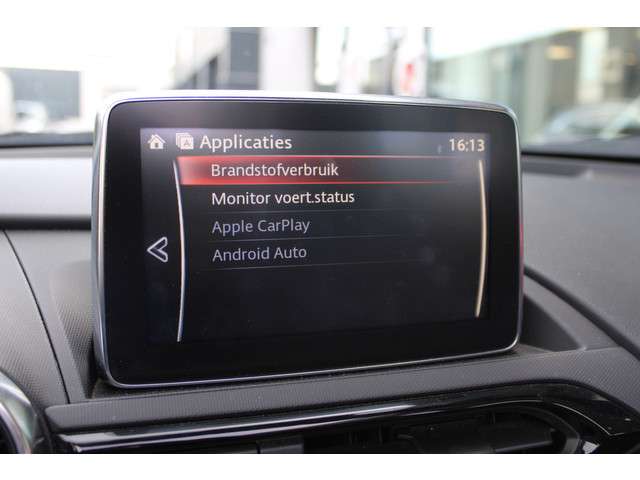 Applicaties 16:13
Brandstofverbruik
Monitor voert.status
Apple CarPlay
Android Auto